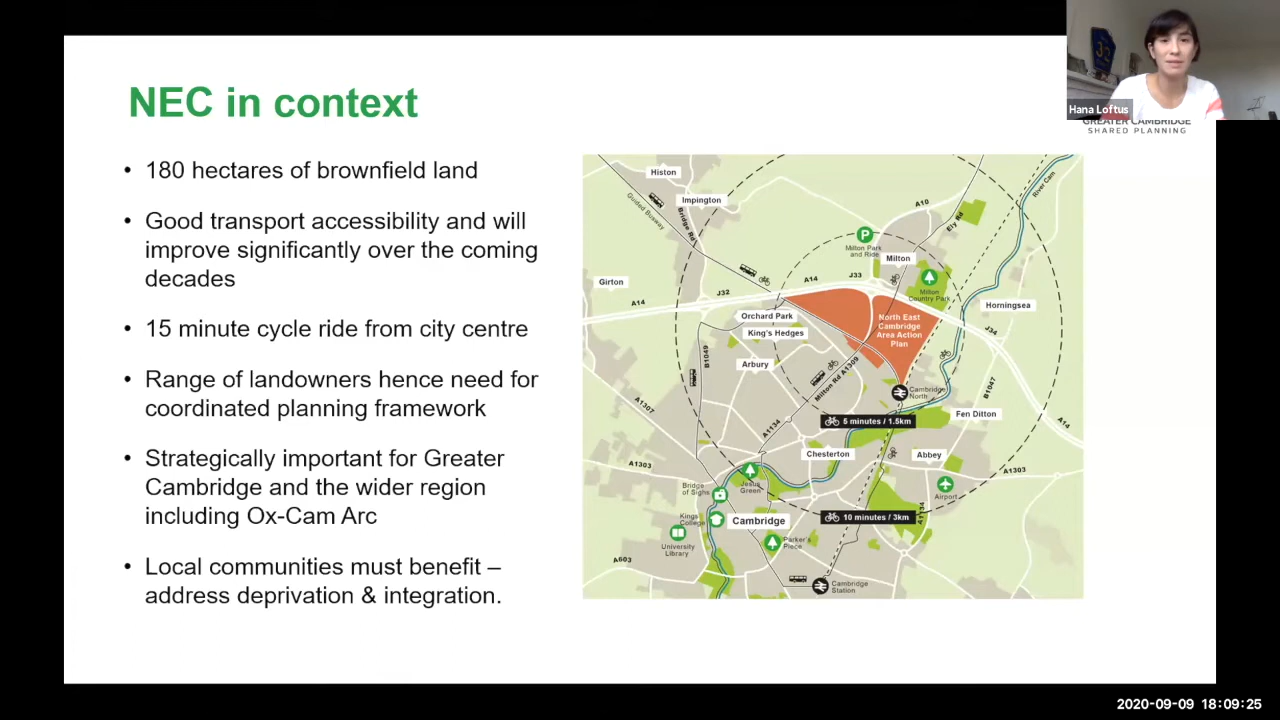 NEC in context
• 180 hectares of brownfield land
• Good transport accessibility and will
improve significantly over the coming
decades
• 15 minute cycle ride from city centre
• Range of landowners hence need for
coordinated planning framework
• Strategically important for Greater
Cambridge and the wider region
including Ox-Cam Arc
• Local communities must benefit –
address deprivation & integration.
Hana Loftus
GREATER CAMBRIDGE
SHARED PLANNING
Histon
Impington
Guided Busway
Bridge Rd
A10
Ely Rd
River Cam
P
Milton Park
and Ride
Milton
Girton
A14
J32
A14
J33
Milton
Country Park
Horningsea
J34
Orchard Park
King's Hedges
North East
Cambridge
Area Action
Plan
Arbury
B1049
Milton Rd A1309
Cambridge
North
B1047
Fen Ditton
A14
A1307
5 minutes / 1.5km
A1134
Chesterton
Abbey
A1303
A1303
Jesus
Green
Bridge
of Sighs
Airport
Kings
College
Cambridge
10 minutes / 3km
A1134
University
Library
Parker's
Piece
A603
Cambridge
Station
2020-09-09 18:09:25